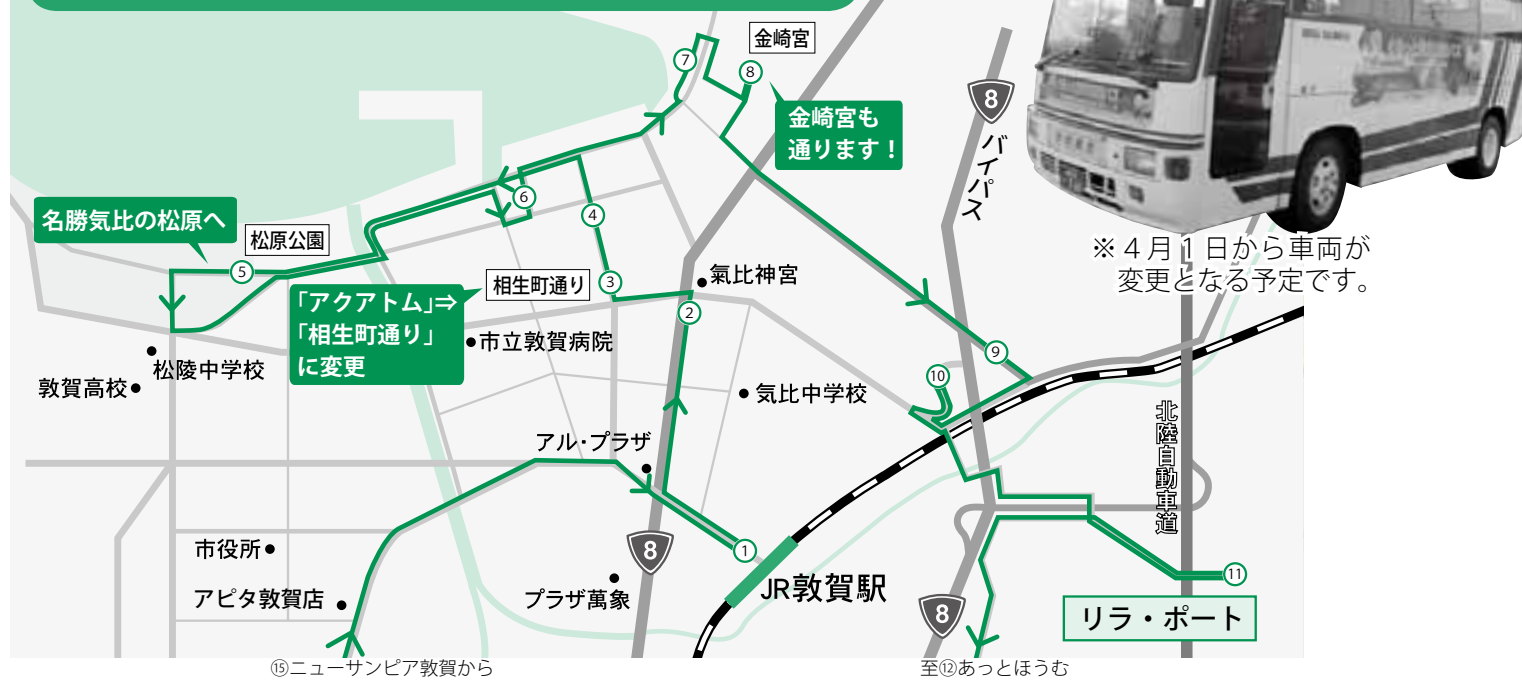 金崎宮
⑦
⑧
金崎宮も
通ります！
8
バイパス
※４月１日から車両が
変更となる予定です。
名勝気比の松原へ
松原公園
⑤
⑥
④
③
相生町通り
「アクアトム」⇒
「相生町通り」
に変更
氣比神宮
②
市立敦賀病院
松陵中学校
敦賀高校
気比中学校
⑨
⑩
北陸自動車道
アル・プラザ
①
8
市役所
アピタ敦賀店
プラザ萬象
JR敦賀駅
8
⑪
リラ・ポート
⑮ニューサンピア敦賀から
至⑫あっとほうむ